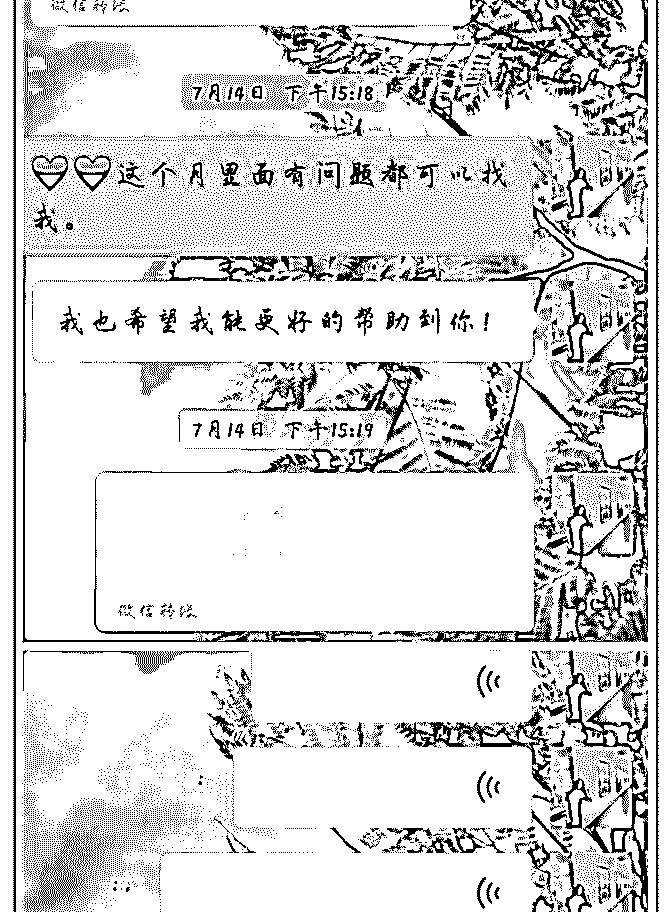 微信转账
7月14日 下午15:18
这个月里面有问题都可以找
我。
我也希望我能更好的帮助到你!
7月14日 下午15:19
微信转账